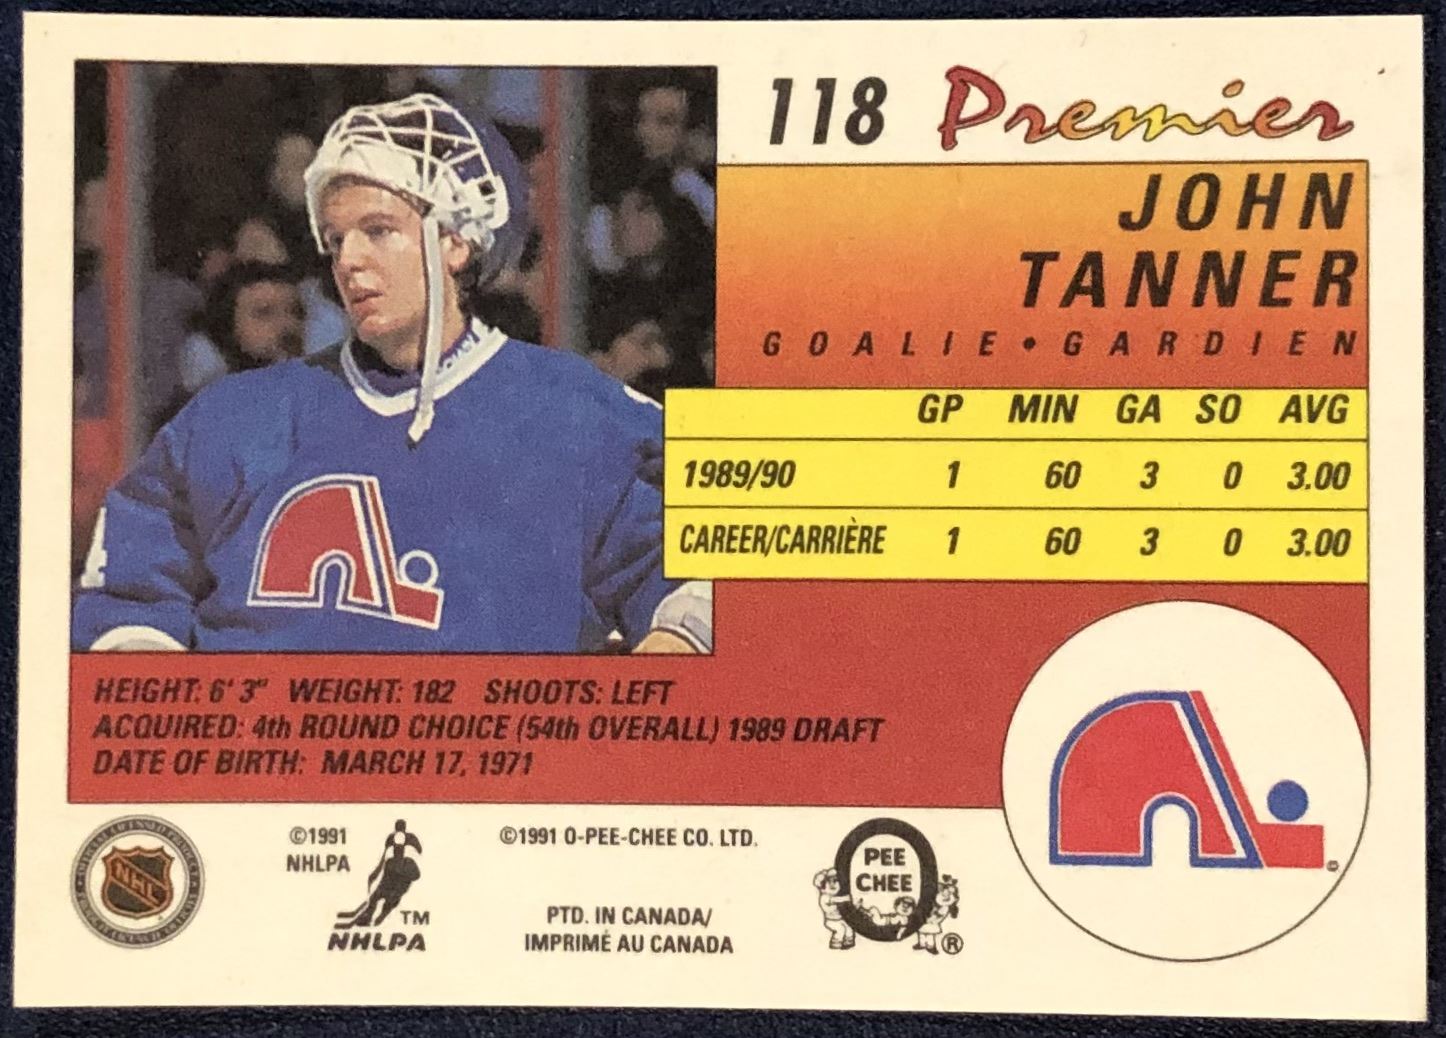 118 Premier
JOHN
TANNER
GOALIE • GARDIEN
GP MIN GA SO AVG
1989/90 1 60 3 0 3.00
CAREER/CARRIÈRE 1 60 3 0 3.00
HEIGHT: 6' 3" WEIGHT: 182 SHOOTS: LEFT
ACQUIRED: 4th ROUND CHOICE (54th OVERALL) 1989 DRAFT
DATE OF BIRTH: MARCH 17, 1971
NHL
©1991
NHLPA
TM
NHLPA
©1991 O-PEE-CHEE CO. LTD.
PTD. IN CANADA/
IMPRIMÉ AU CANADA
PEE
CHEE
®